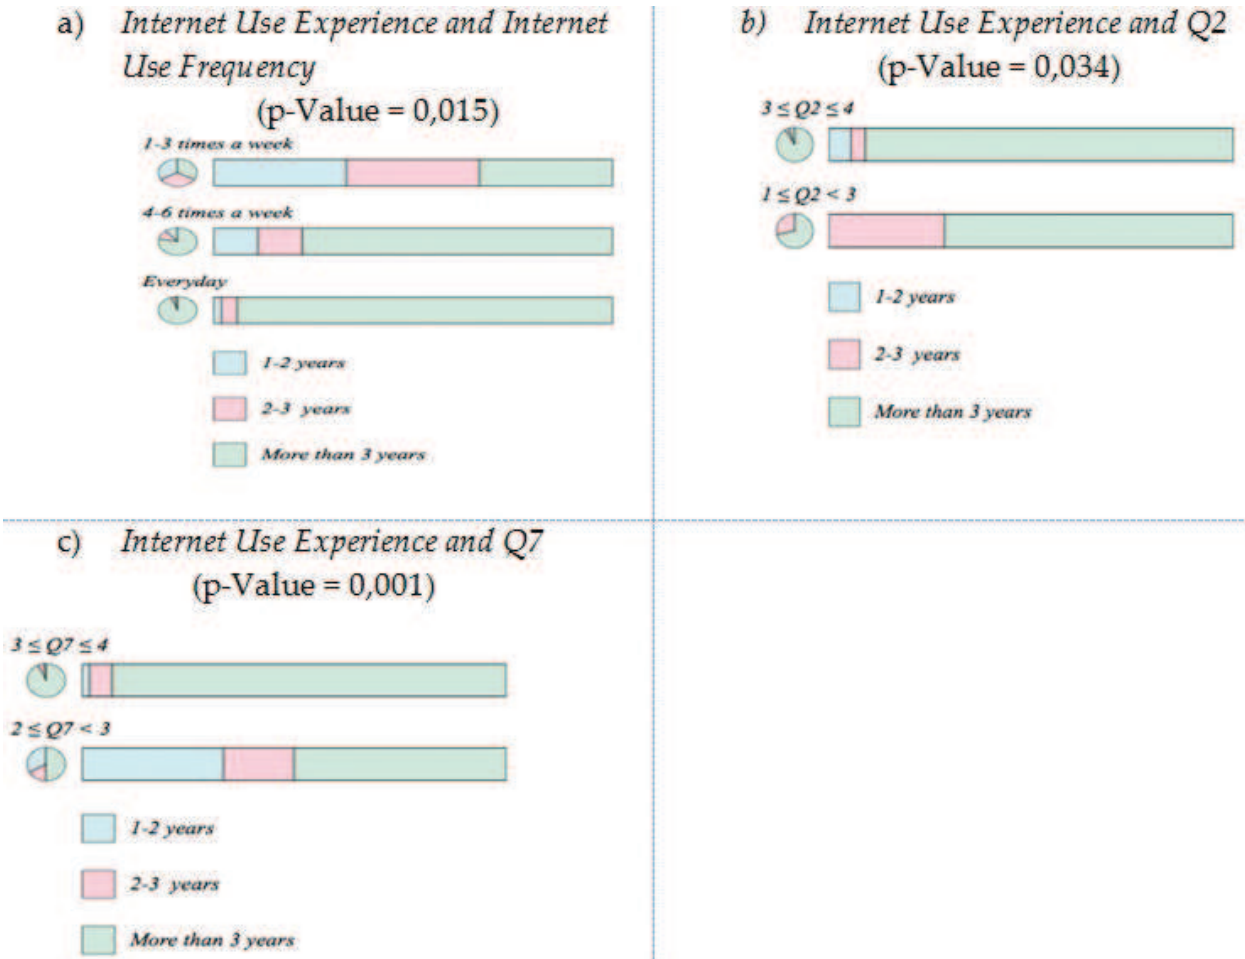 a) Internet Use Experience and Internet
Use Frequency
(p-Value = 0,015)
1-3 times a week
4-6 times a week
Everyday
1-2 years
2-3 years
More than 3 years
b) Internet Use Experience and Q2
(p-Value = 0,034)
3 ≤ Q2 ≤ 4
1 ≤ Q2 < 3
1-2 years
2-3 years
More than 3 years
c) Internet Use Experience and Q7
(p-Value = 0,001)
3 ≤ Q7 ≤ 4
2 ≤ Q7 < 3
1-2 years
2-3 years
More than 3 years